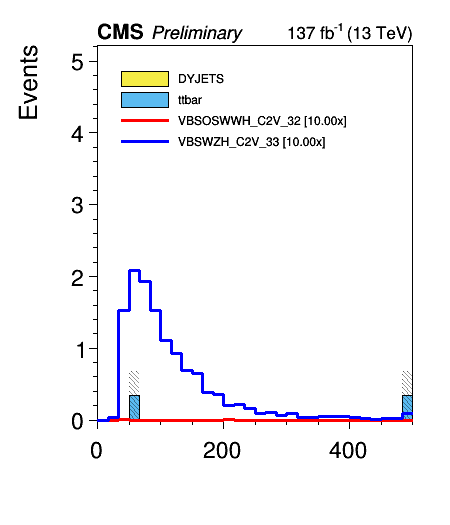 CMS Preliminary 137 fb-1 (13 TeV)
Events
5
DYJETS
ttbar
VBSOSWWH_C2V_32 [10.00x]
4
VBSWZH_C2V_33 [10.00x]
3
2
1
0
0 200 400